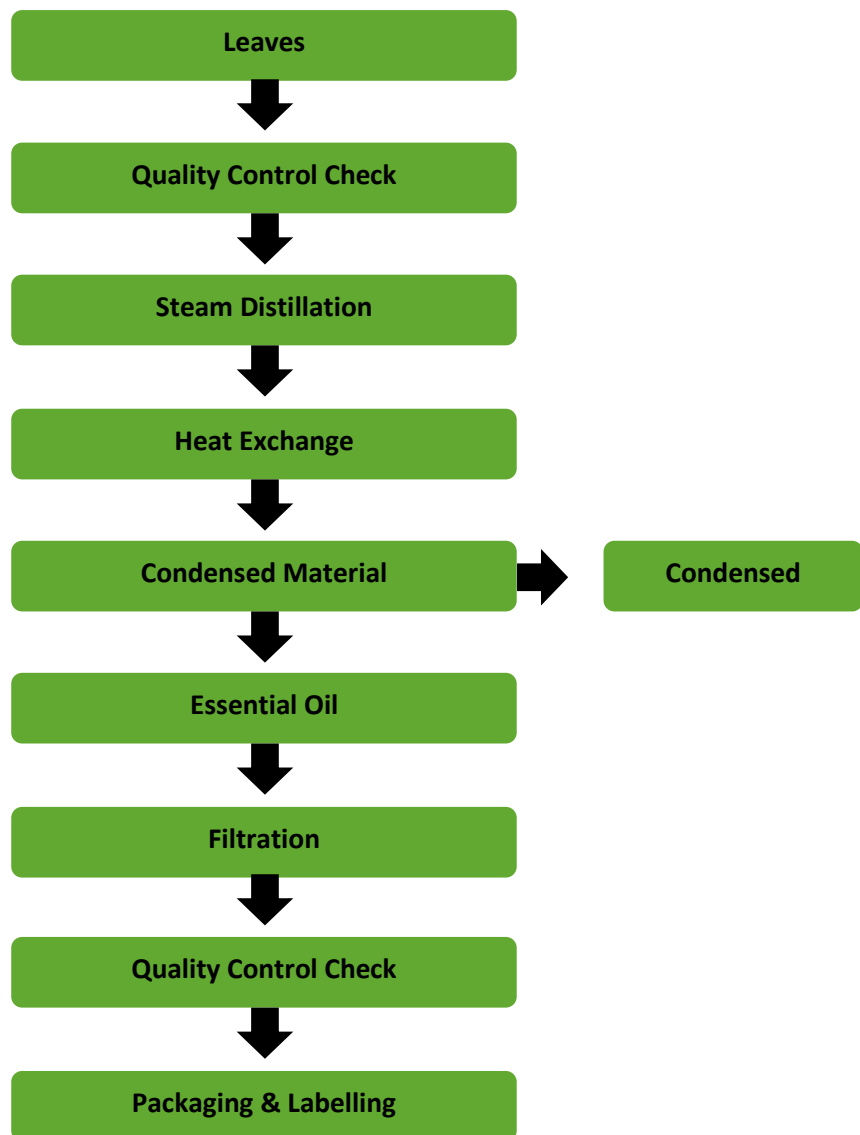 Leaves
Quality Control Check
Steam Distillation
Heat Exchange
Condensed Material
Condensed
Essential Oil
Filtration
Quality Control Check
Packaging & Labelling